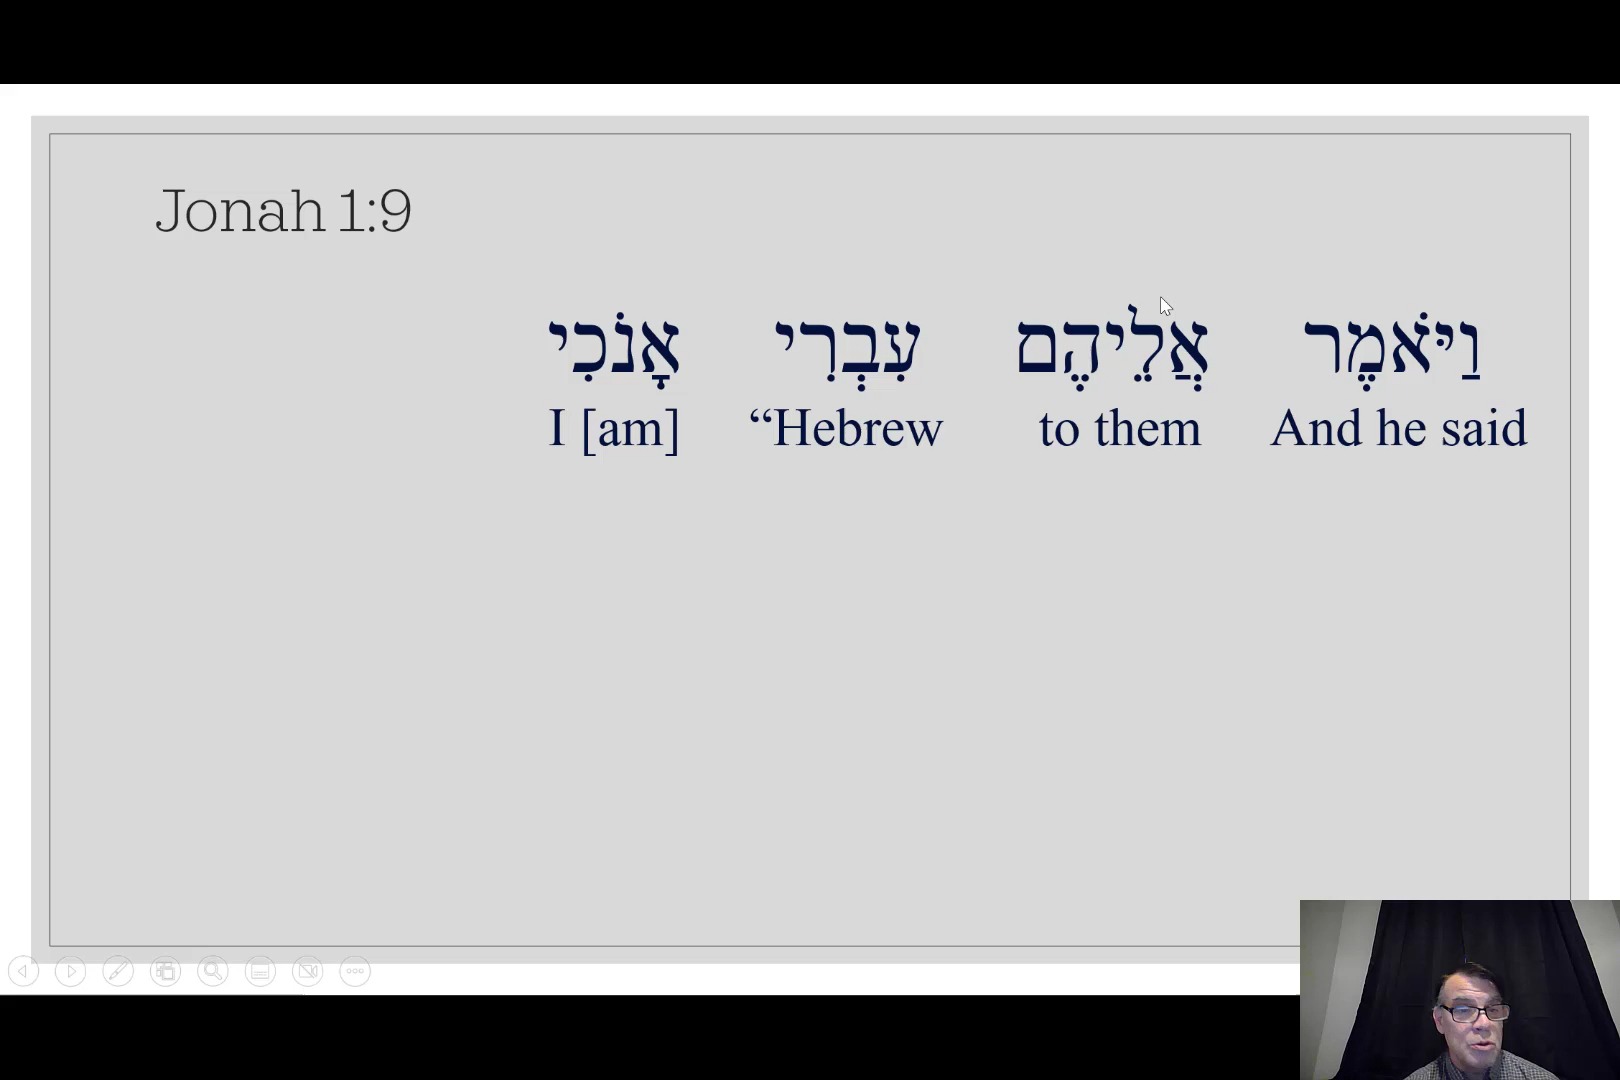 Jonah 1:9
וַיֹּאמֶר אֲלֵיהֶם עִבְרִי אָנֹכִי
I [am] “Hebrew to them And he said